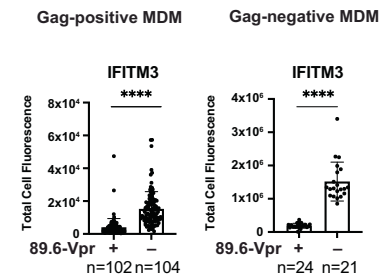 Gag-positive MDM
IFITM3
****
Total Cell Fluorescence
8x10⁴
6x10⁴
4x10⁴
2x10⁴
0
89.6-Vpr + –
n=102 n=104
Gag-negative MDM
IFITM3
****
Total Cell Fluorescence
4x10⁶
3x10⁶
2x10⁶
1x10⁶
0
89.6-Vpr + –
n=24 n=21